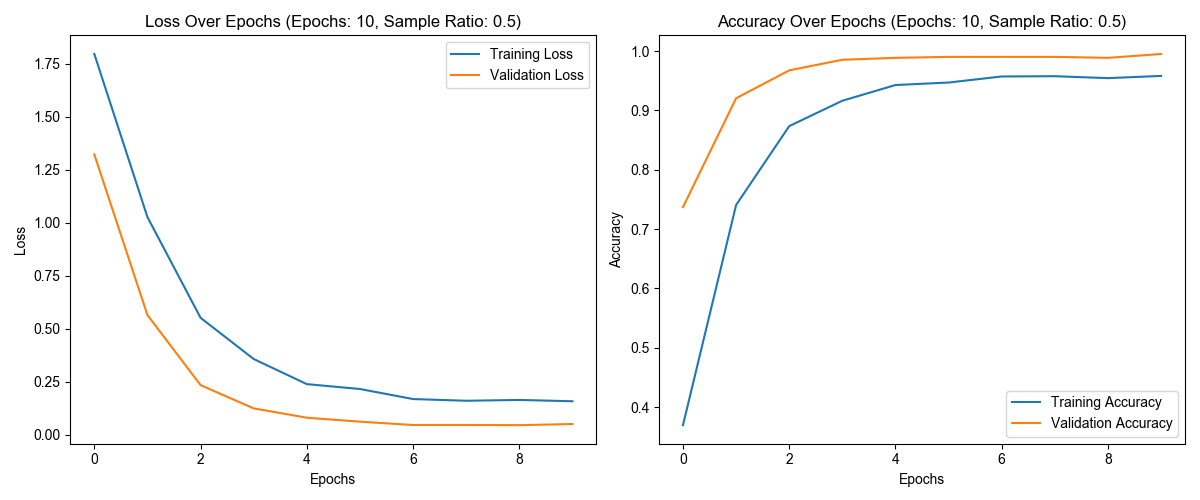 Loss Over Epochs (Epochs: 10, Sample Ratio: 0.5)
Training Loss
Validation Loss
1.75
1.50
1.25
1.00
0.75
0.50
0.25
0.00
Loss
0 2 4 6 8
Epochs
Accuracy Over Epochs (Epochs: 10, Sample Ratio: 0.5)
1.0
0.9
0.8
0.7
0.6
0.5
0.4
Accuracy
Training Accuracy
Validation Accuracy
0 2 4 6 8
Epochs